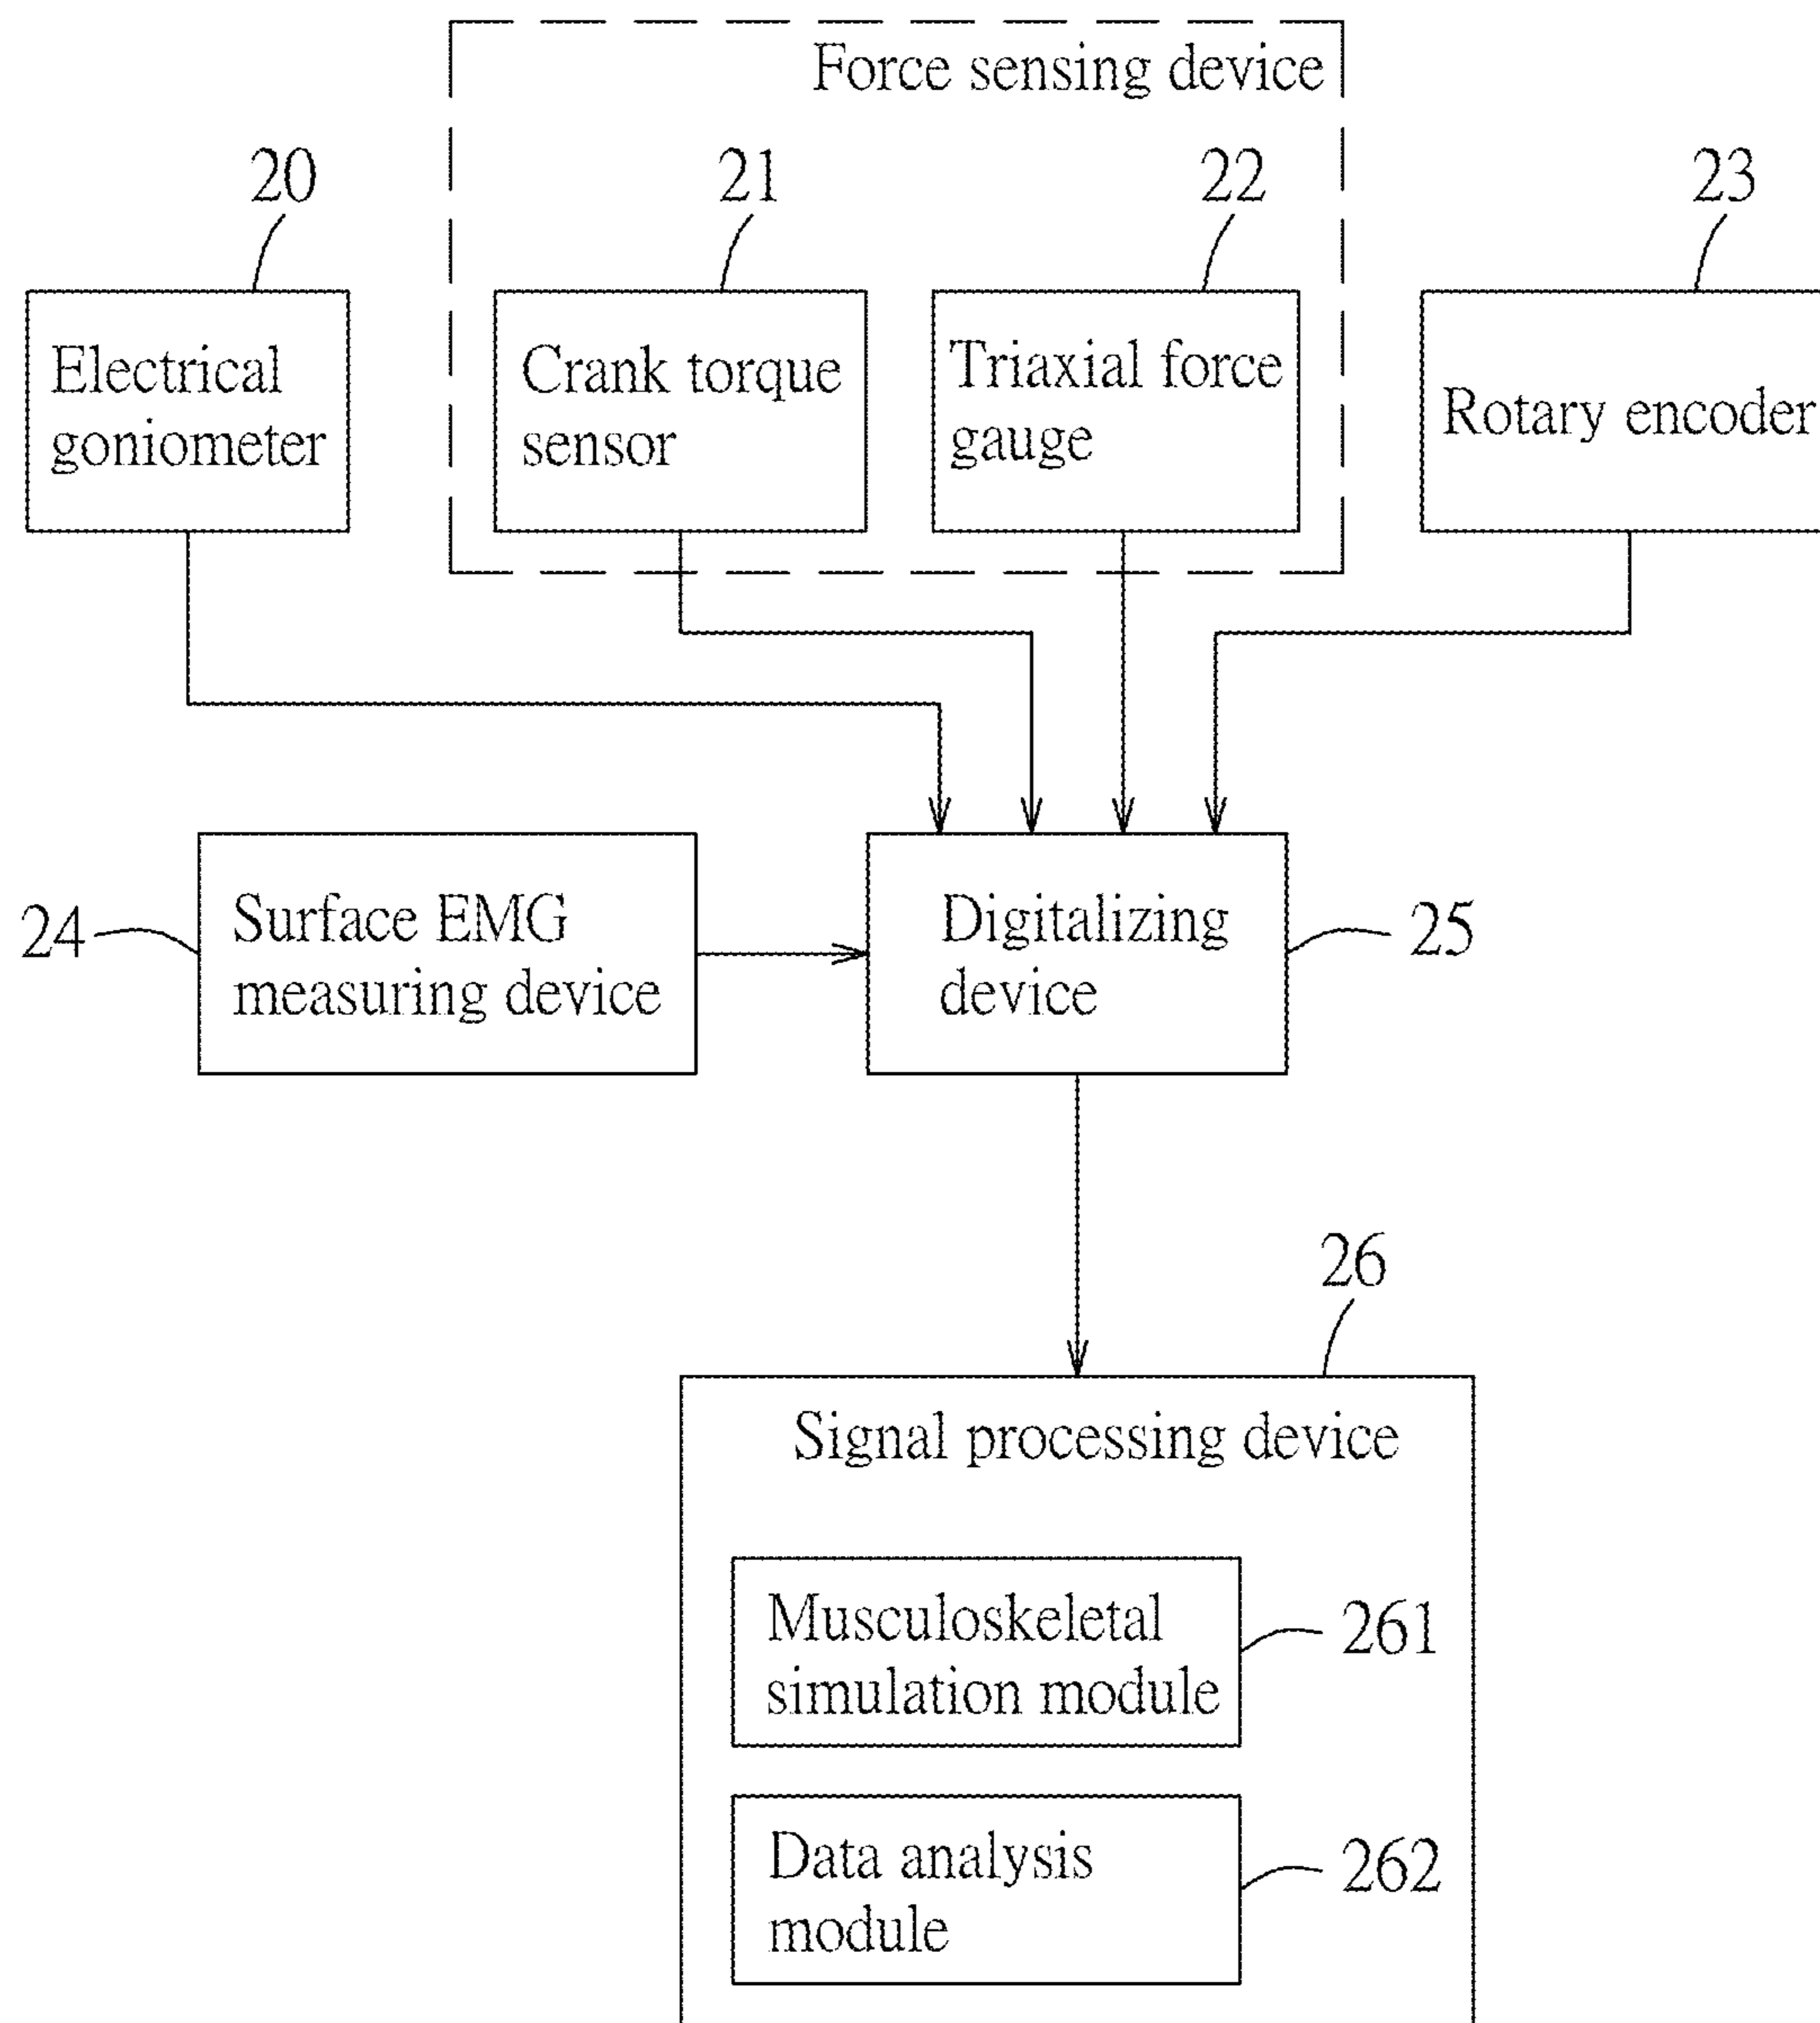 Force sensing device
20
21
22
23
Electrical
goniometer
Crank torque
sensor
Triaxial force
gauge
Rotary encoder
24
Surface EMG
measuring device
Digitalizing
device
25
26
Signal processing device
Musculoskeletal
simulation module
261
Data analysis
module
262